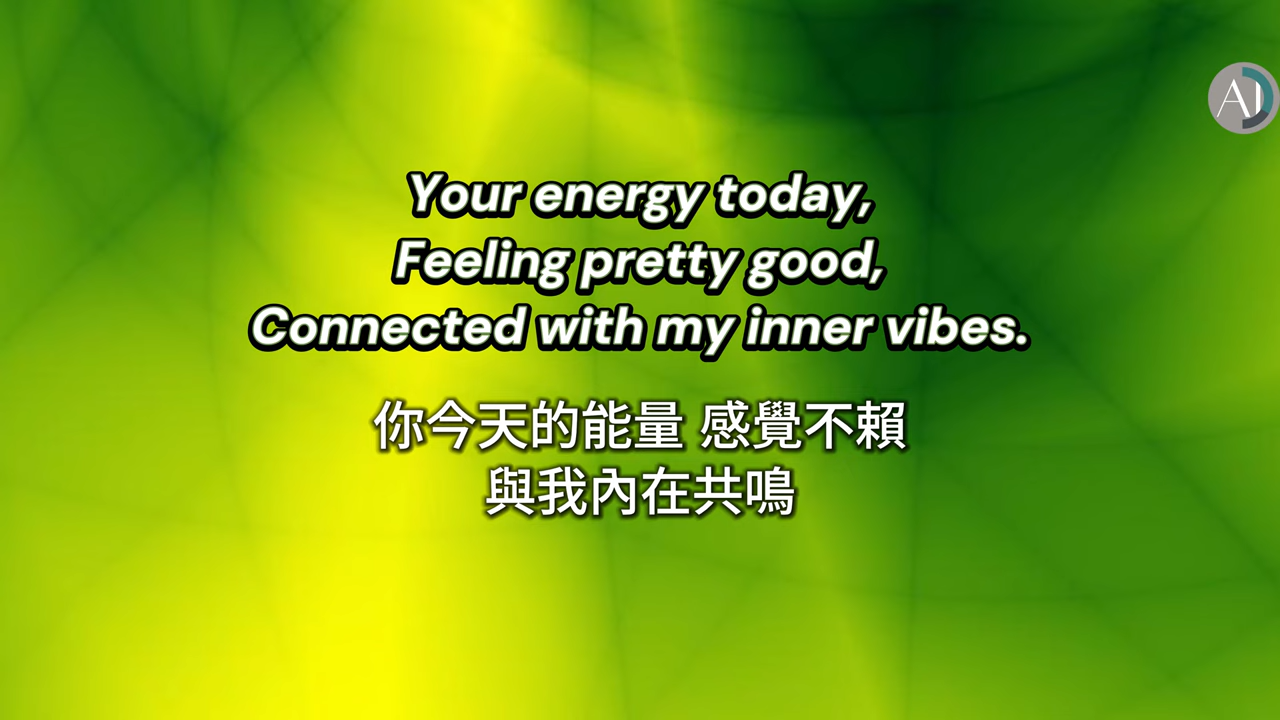 AI
Your energy today,
Feeling pretty good,
Connected with my inner vibes.
你今天的能量 感覺不賴
與我內在共鳴